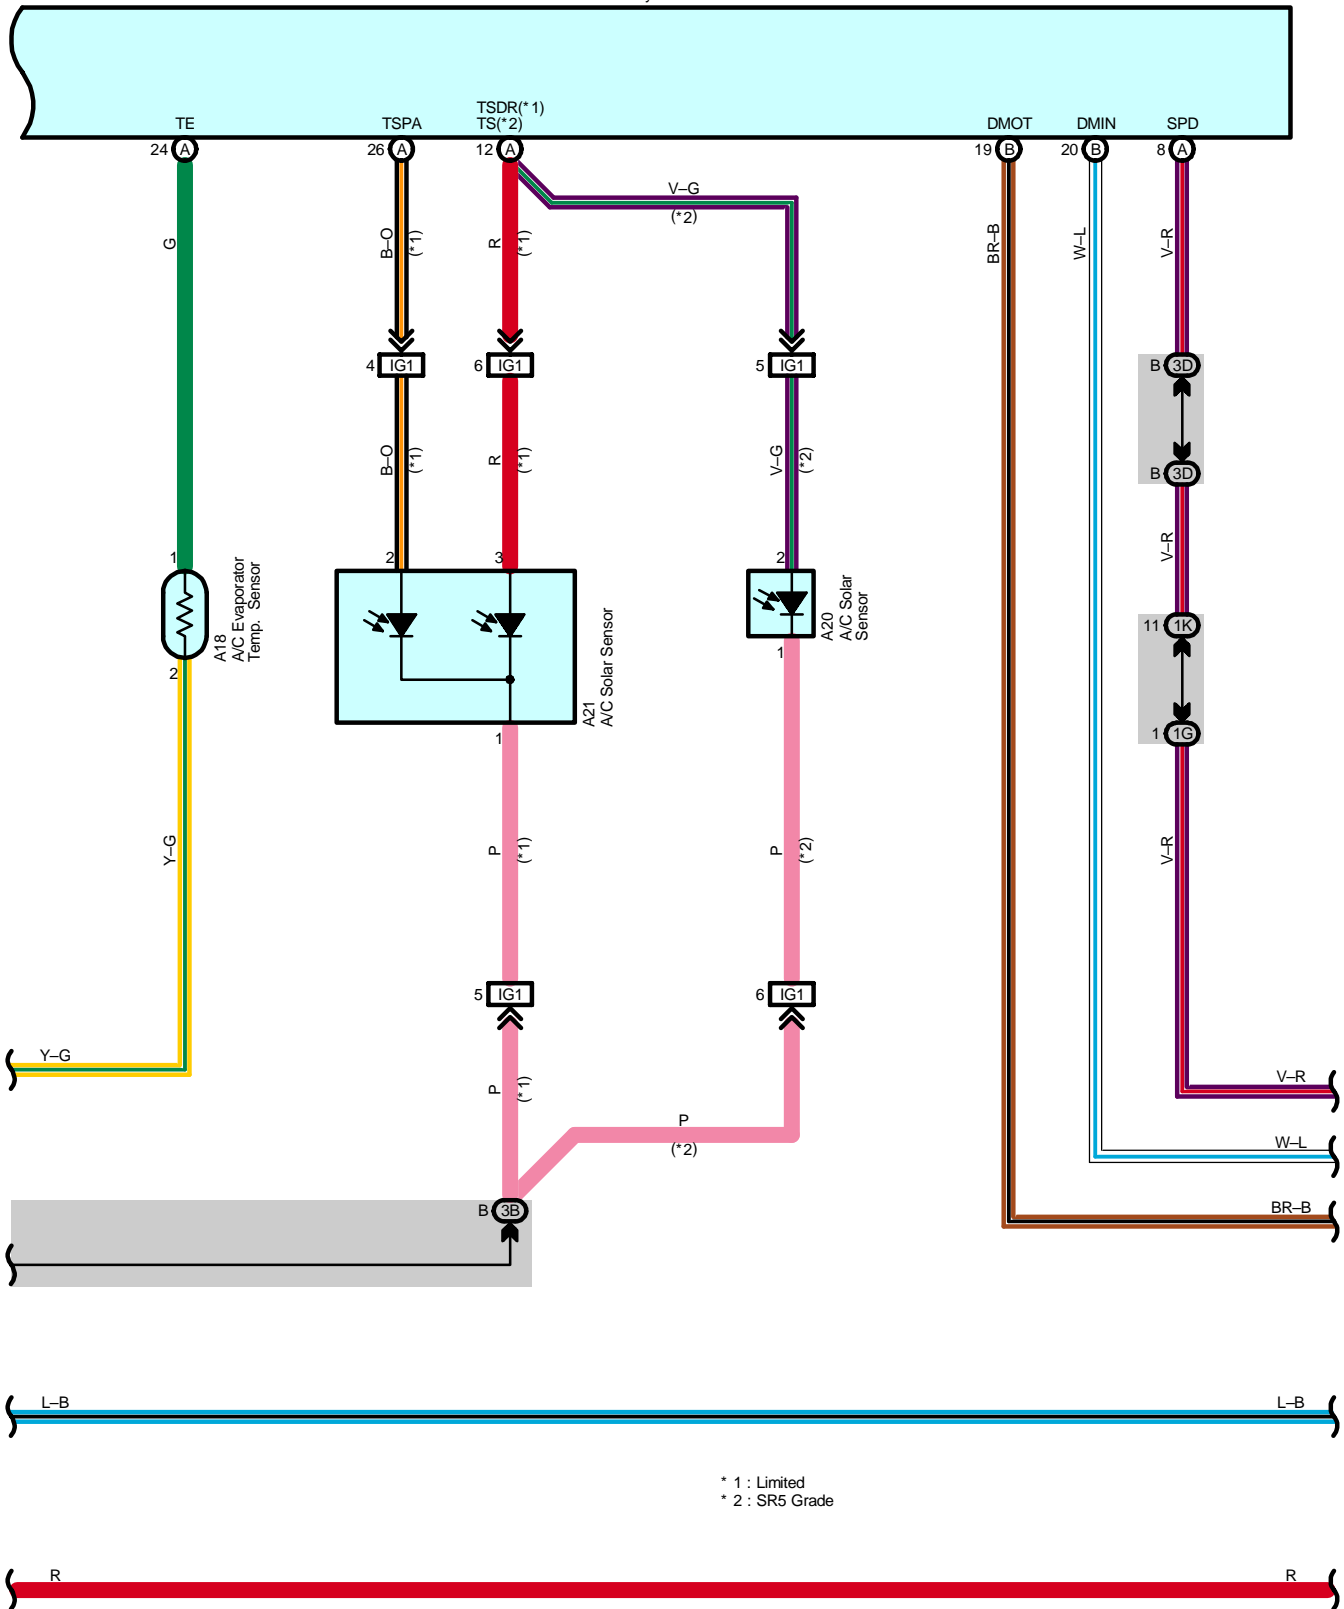 TSDR(*1)
TE
TSPA
TS(*2)
DMOT
DMIN
SPD
24 A
26 A
12 A
19 B
20 B
8 A
V–G
(*2)
G
B–O
(*1)
R
(*1)
BR–B
W–L
V–R
4 IG1
6 IG1
5 IG1
B 3D
B–O
(*1)
R
(*1)
V–G
(*2)
B 3D
V–R
1
2
3
2
A18
A/C Evaporator
Temp. Sensor
A20
A/C Solar
Sensor
11 1K
2
1
A21
A/C Solar Sensor
1
1 1G
Y–G
P
(*1)
P
(*2)
V–R
5 IG1
6 IG1
Y–G
P
(*1)
V–R
P
(*2)
W–L
B 3B
BR–B
L–B
L–B
* 1 : Limited
* 2 : SR5 Grade
R
R